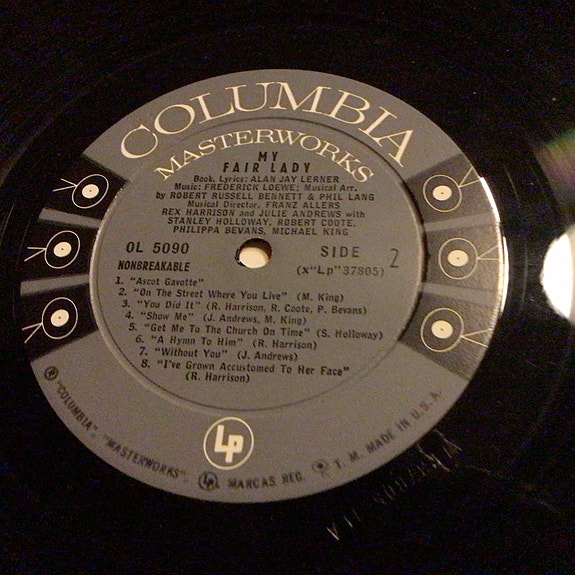 COLUMBIA
MASTERWORKS
MY
FAIR LADY
Book, Lyrics: ALAN JAY LERNER
Music: FREDERICK LOEWE; Musical Arr.
by ROBERT RUSSELL BENNETT & PHIL LANG
Musical Director, FRANZ ALLERS
REX HARRISON and JULIE ANDREWS with
STANLEY HOLLOWAY, ROBERT COOTE,
PHILIPPA BEVANS, MICHAEL KING
OL 5090
NONBREAKABLE
SIDE 2
(x"Lp"37805)
1. "Ascot Gavotte"
2. "On The Street Where You Live" (M. King)
3. "You Did It" (R. Harrison, R. Coote, P. Bevans)
4. "Show Me" (J. Andrews, M. King)
5. "Get Me To The Church On Time" (S. Holloway)
6. "A Hymn To Him" (R. Harrison)
7. "Without You" (J. Andrews)
8. "I've Grown Accustomed To Her Face"
(R. Harrison)
Lp
® "COLUMBIA", "MASTERWORKS", MARCAS REG. T. M. MADE IN U.S.A.